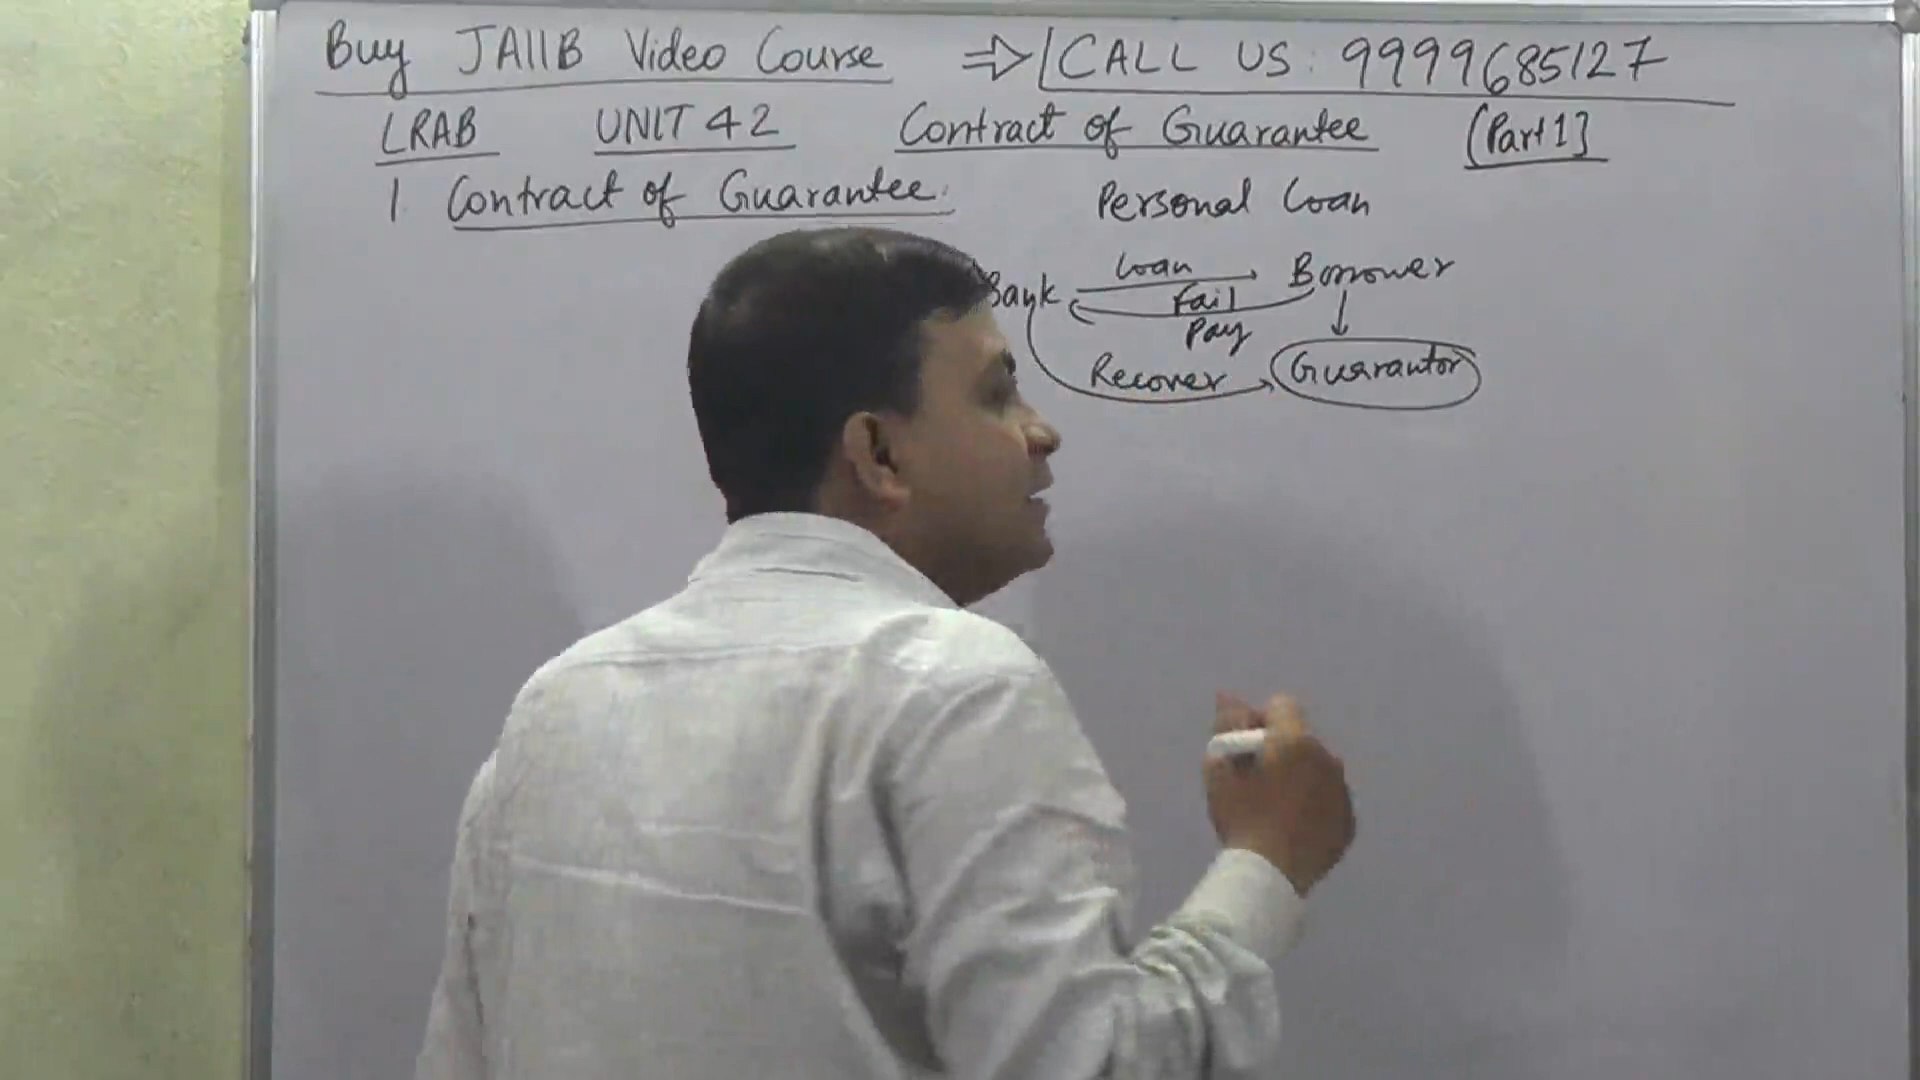 Buy JAIIB Video Course ⇒ CALL US: 9999685127
LRAB UNIT 42 Contract of Guarantee (Part 1]
1. Contract of Guarantee.
Personal Loan
Bank Loan Borrower
Fail
Pay
Recover Guarantor